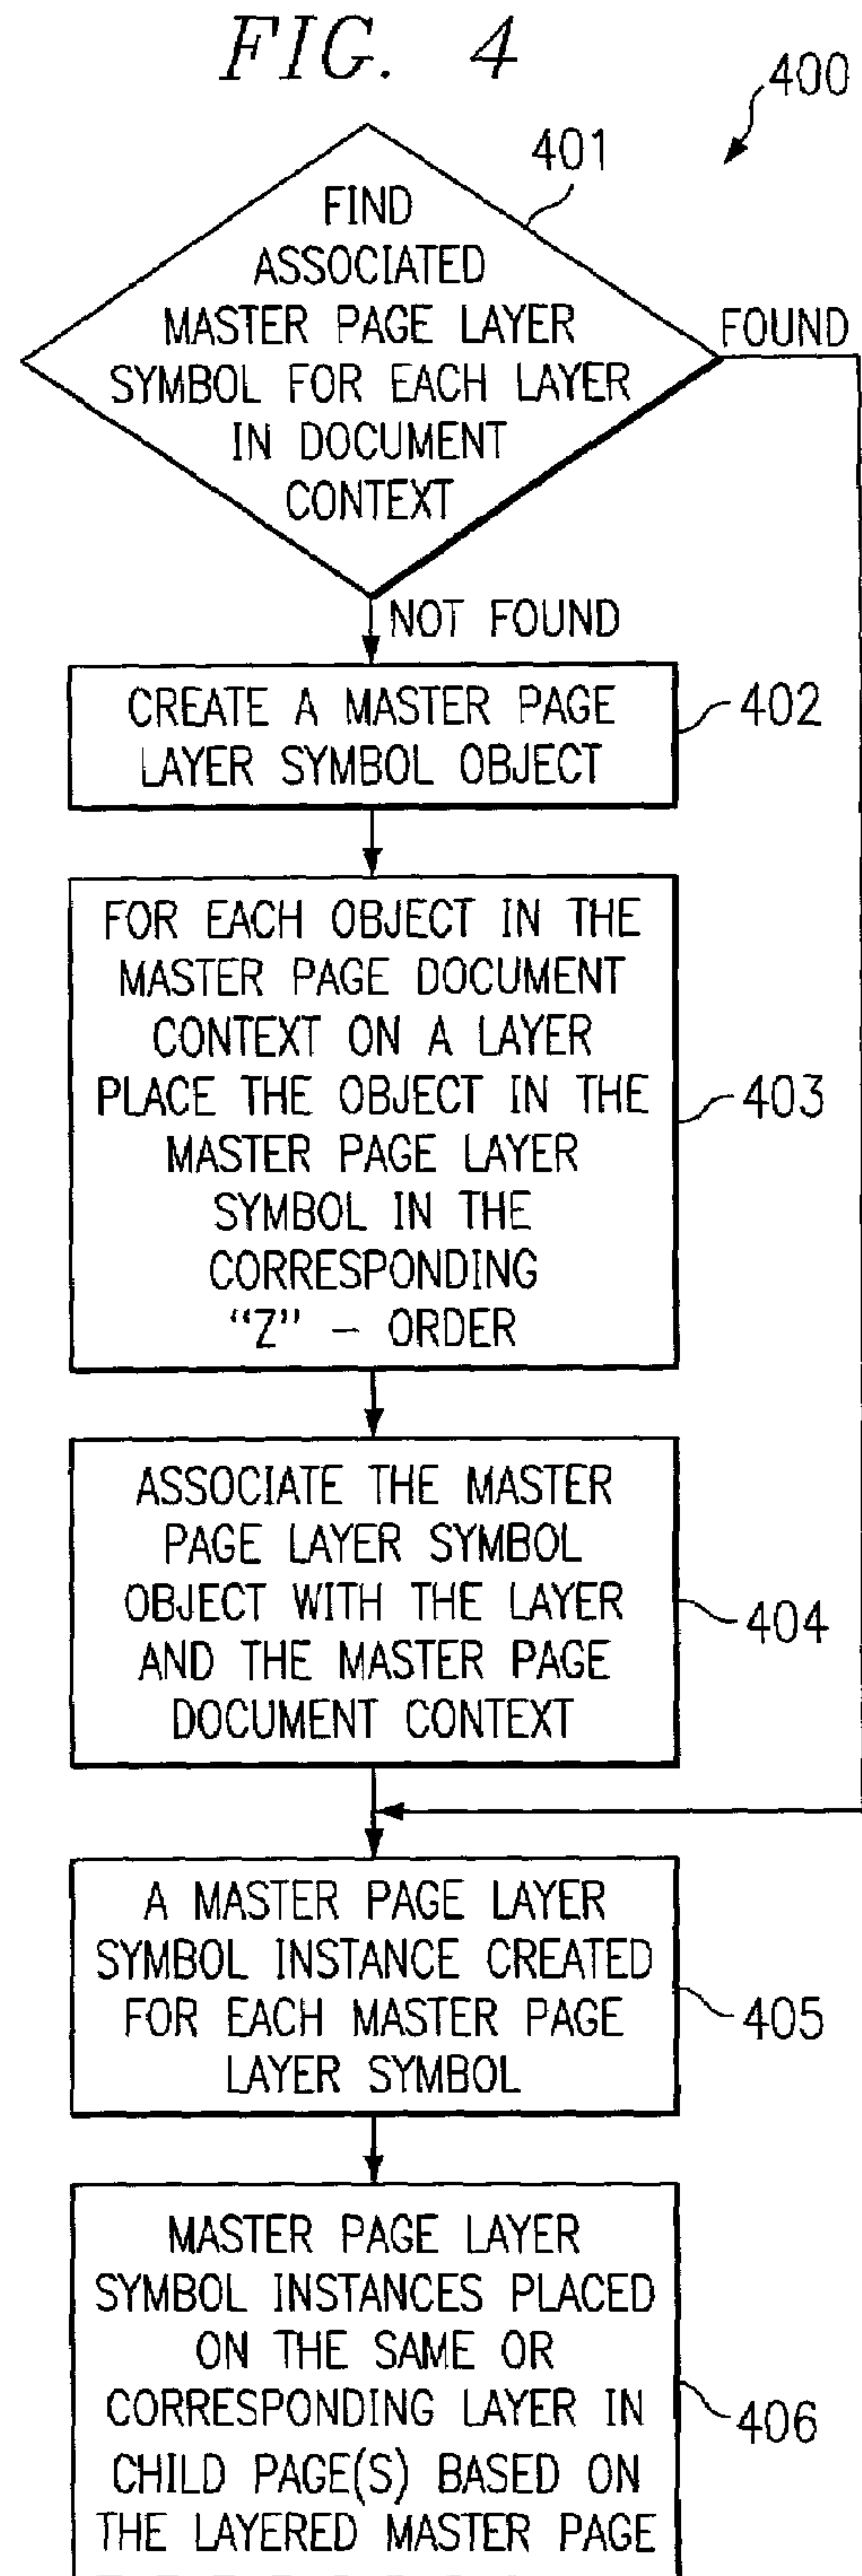 FIG. 4
400
401
FIND
ASSOCIATED
MASTER PAGE LAYER
SYMBOL FOR EACH LAYER
IN DOCUMENT
CONTEXT
FOUND
NOT FOUND
CREATE A MASTER PAGE
LAYER SYMBOL OBJECT
402
FOR EACH OBJECT IN THE
MASTER PAGE DOCUMENT
CONTEXT ON A LAYER
PLACE THE OBJECT IN THE
MASTER PAGE LAYER
SYMBOL IN THE
CORRESPONDING
“Z” – ORDER
403
ASSOCIATE THE MASTER
PAGE LAYER SYMBOL
OBJECT WITH THE LAYER
AND THE MASTER PAGE
DOCUMENT CONTEXT
404
A MASTER PAGE LAYER
SYMBOL INSTANCE CREATED
FOR EACH MASTER PAGE
LAYER SYMBOL
405
MASTER PAGE LAYER
SYMBOL INSTANCES PLACED
ON THE SAME OR
CORRESPONDING LAYER IN
CHILD PAGE(S) BASED ON
THE LAYERED MASTER PAGE
406